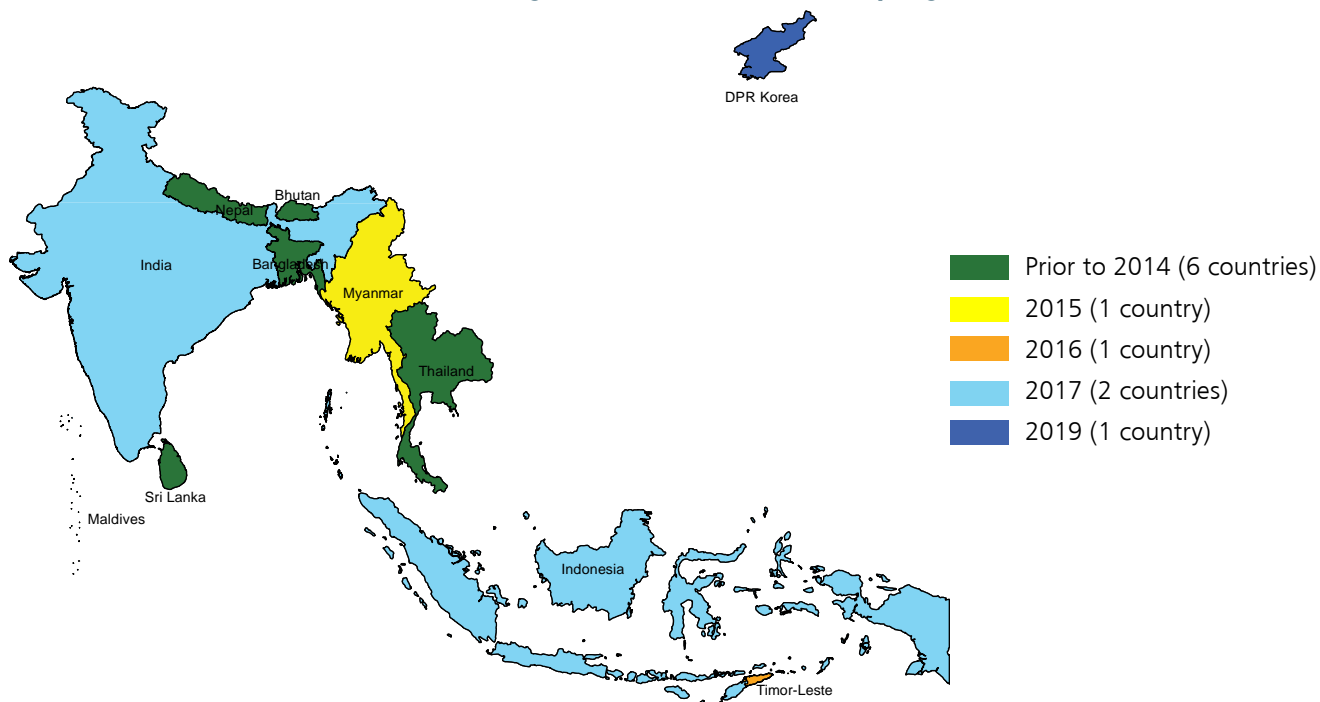 DPR Korea
Bhutan
Nepal
India
Bangladesh
Myanmar
Thailand
Sri Lanka
Maldives
Indonesia
Timor-Leste
Prior to 2014 (6 countries)
2015 (1 country)
2016 (1 country)
2017 (2 countries)
2019 (1 country)